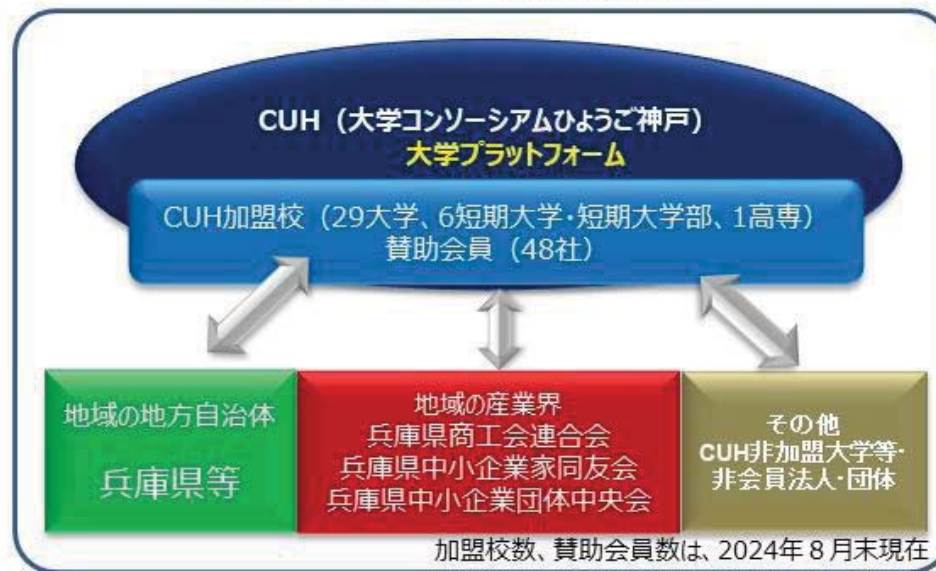 CUH（大学コンソーシアムひょうご神戸）
大学プラットフォーム
CUH加盟校（29大学、6短期大学・短期大学部、1高専）
賛助会員（48社）
地域の地方自治体
兵庫県等
地域の産業界
兵庫県商工会連合会
兵庫県中小企業家同友会
兵庫県中小企業団体中央会
その他
CUH非加盟大学等・
非会員法人・団体
加盟校数、賛助会員数は、2024年８月末現在